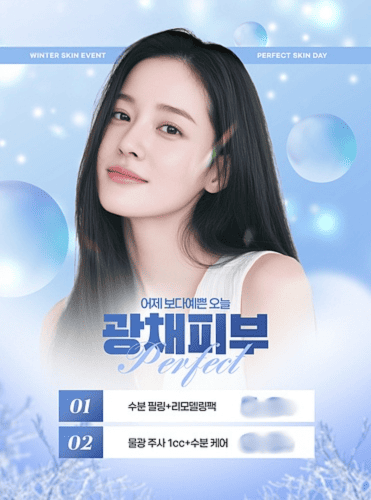 WINTER SKIN EVENT
PERFECT SKIN DAY
어제 보다예쁜 오늘
광채피부
Perfect
01 수분 필링+리모델링팩
02 물광 주사 1cc+수분 케어